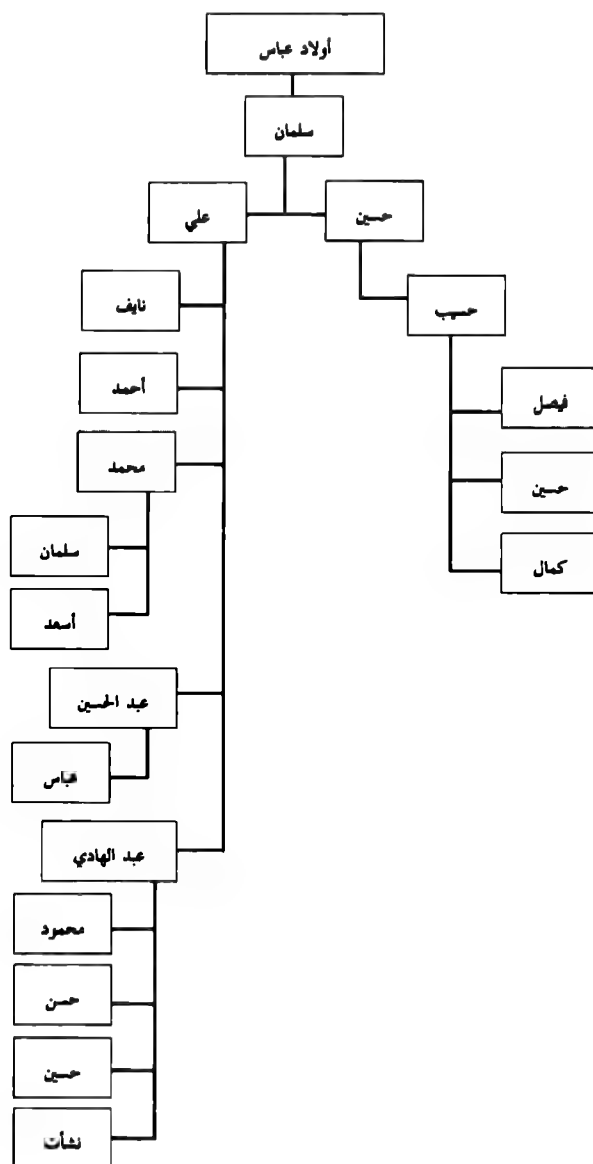 أولاد عباس
سلمان
حسين
علي
حسيب
نايف
فيصل
أحمد
محمد
حسين
سلمان
كمال
أسعد
عبد الحسين
عباس
عبد الهادي
محمود
حسن
حسين
نشأت